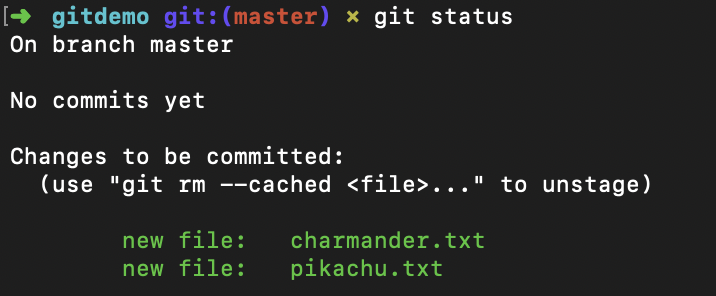 [➜ gitdemo git:(master) × git status
On branch master
No commits yet
Changes to be committed:
(use "git rm --cached <file>..." to unstage)
new file: charmander.txt
new file: pikachu.txt